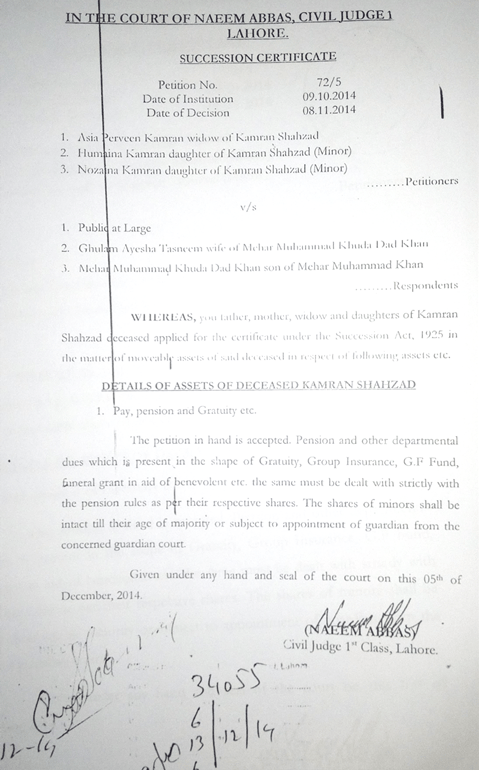 IN THE COURT OF NAEEM ABBAS, CIVIL JUDGE 1
LAHORE.
SUCCESSION CERTIFICATE
Petition No. 72/5
Date of Institution 09.10.2014
Date of Decision 08.11.2014
1. Asia Perveen Kamran widow of Kamran Shahzad
2. Humaina Kamran daughter of Kamran Shahzad (Minor)
3. Nozaina Kamran daughter of Kamran Shahzad (Minor)
.........Petitioners
v/s
1. Public at Large
2. Ghulam Ayesha Tasneem wife of Mehar Muhammad Khuda Dad Khan
3. Mehar Muhammad Khuda Dad Khan son of Mehar Muhammad Khan
.........Respondents
WHEREAS, you father, mother, widow and daughters of Kamran
Shahzad deceased applied for the certificate under the Succession Act, 1925 in
the matter of moveable assets of said deceased in respect of following assets etc.
DETAILS OF ASSETS OF DECEASED KAMRAN SHAHZAD
1. Pay, pension and Gratuity etc.
The petition in hand is accepted. Pension and other departmental
dues which is present in the shape of Gratuity, Group Insurance, G.F Fund,
funeral grant in aid of benevolent etc. the same must be dealt with strictly with
the pension rules as per their respective shares. The shares of minors shall be
intact till their age of majority or subject to appointment of guardian from the
concerned guardian court.
Given under any hand and seal of the court on this 05th of
December, 2014.
(NAEEM ABBAS)
Civil Judge 1st Class, Lahore.
34055
6
13/12/14
12-14